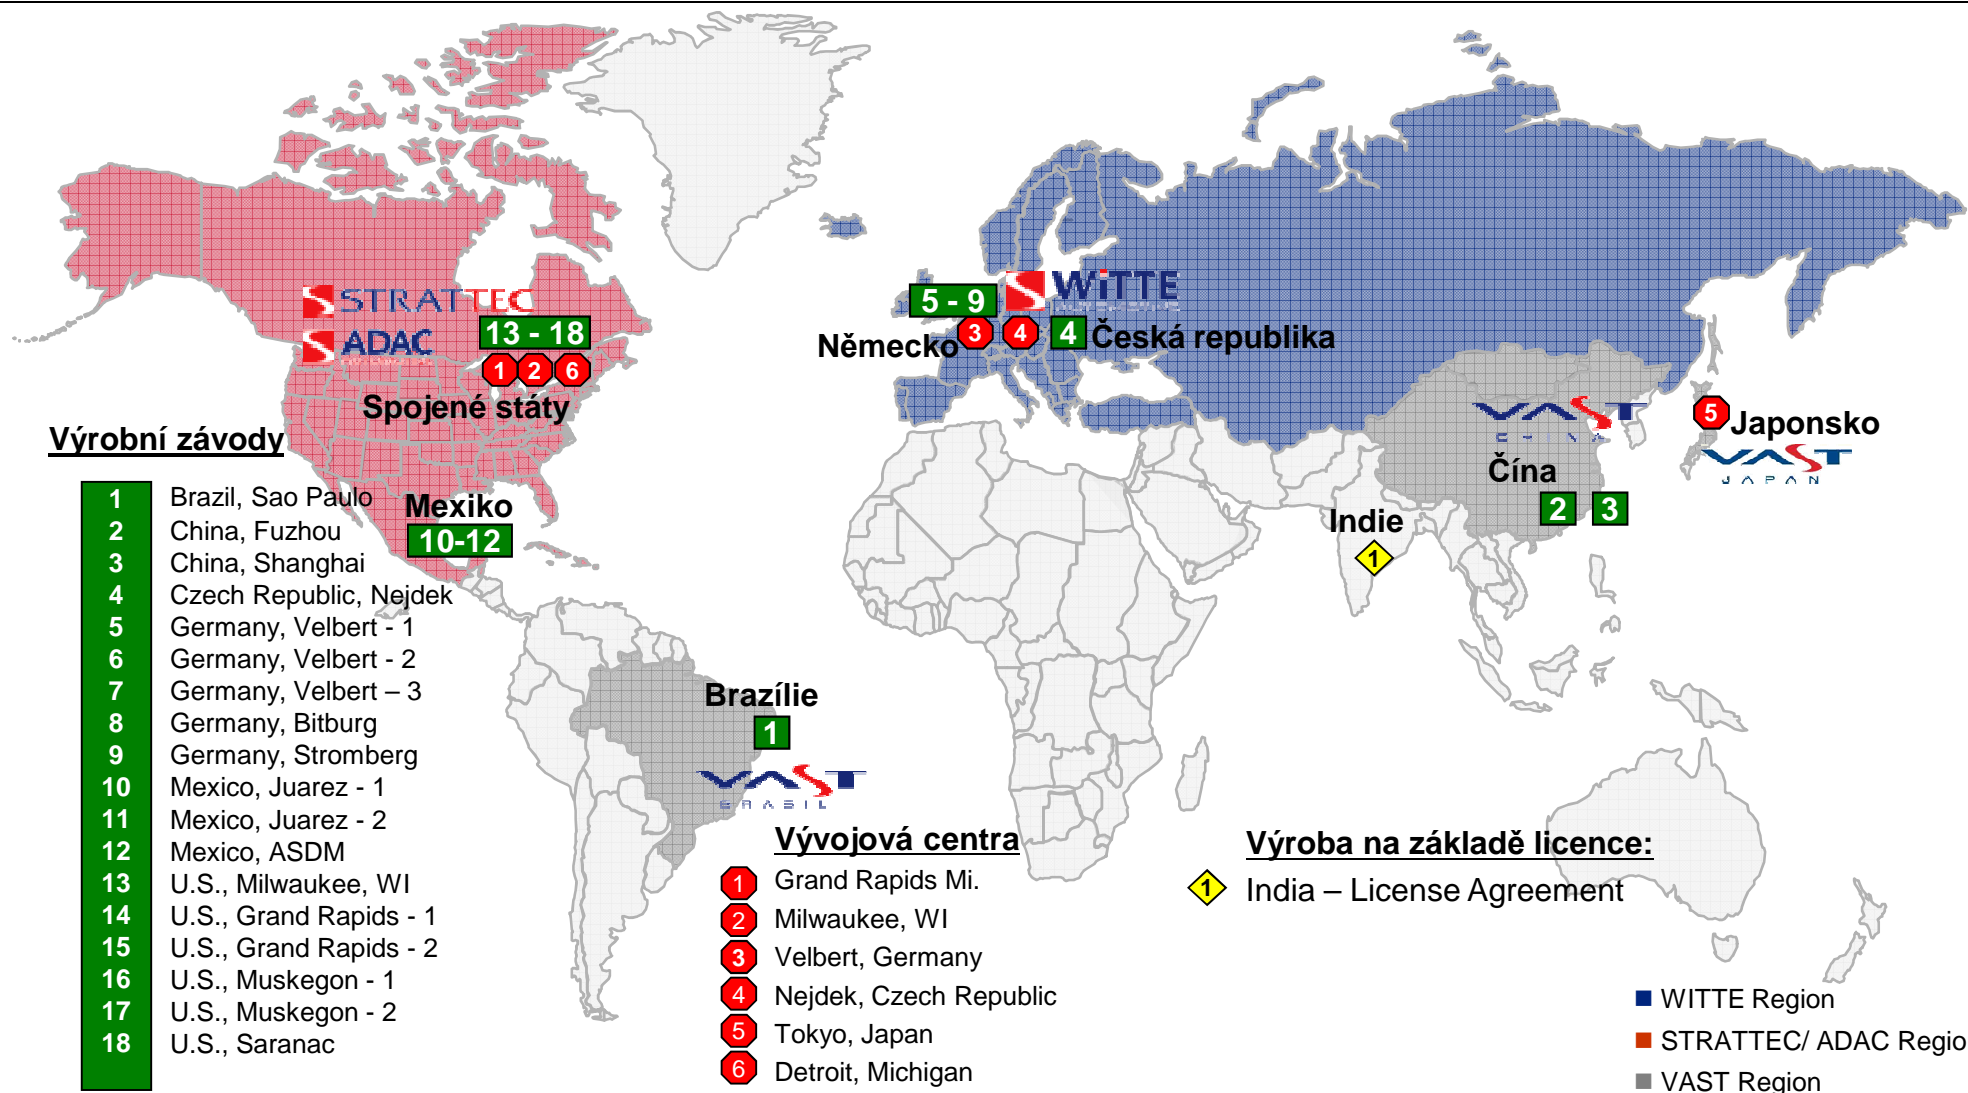 STRATTEC
ADAC
13 - 18
1 2 6
Spojené státy
5 - 9
WiTTE
Německo
3
4
4
Česká republika
VAST
CHINA
Čína
2
3
5
Japonsko
VAST
JAPAN
Indie
1
Mexiko
10-12
Brazílie
1
VAST
BRASIL
Výrobní závody
1 Brazil, Sao Paulo
2 China, Fuzhou
3 China, Shanghai
4 Czech Republic, Nejdek
5 Germany, Velbert - 1
6 Germany, Velbert - 2
7 Germany, Velbert – 3
8 Germany, Bitburg
9 Germany, Stromberg
10 Mexico, Juarez - 1
11 Mexico, Juarez - 2
12 Mexico, ASDM
13 U.S., Milwaukee, WI
14 U.S., Grand Rapids - 1
15 U.S., Grand Rapids - 2
16 U.S., Muskegon - 1
17 U.S., Muskegon - 2
18 U.S., Saranac
Vývojová centra
1 Grand Rapids Mi.
2 Milwaukee, WI
3 Velbert, Germany
4 Nejdek, Czech Republic
5 Tokyo, Japan
6 Detroit, Michigan
Výroba na základě licence:
1 India – License Agreement
WITTE Region
STRATTEC/ ADAC Regio
VAST Region